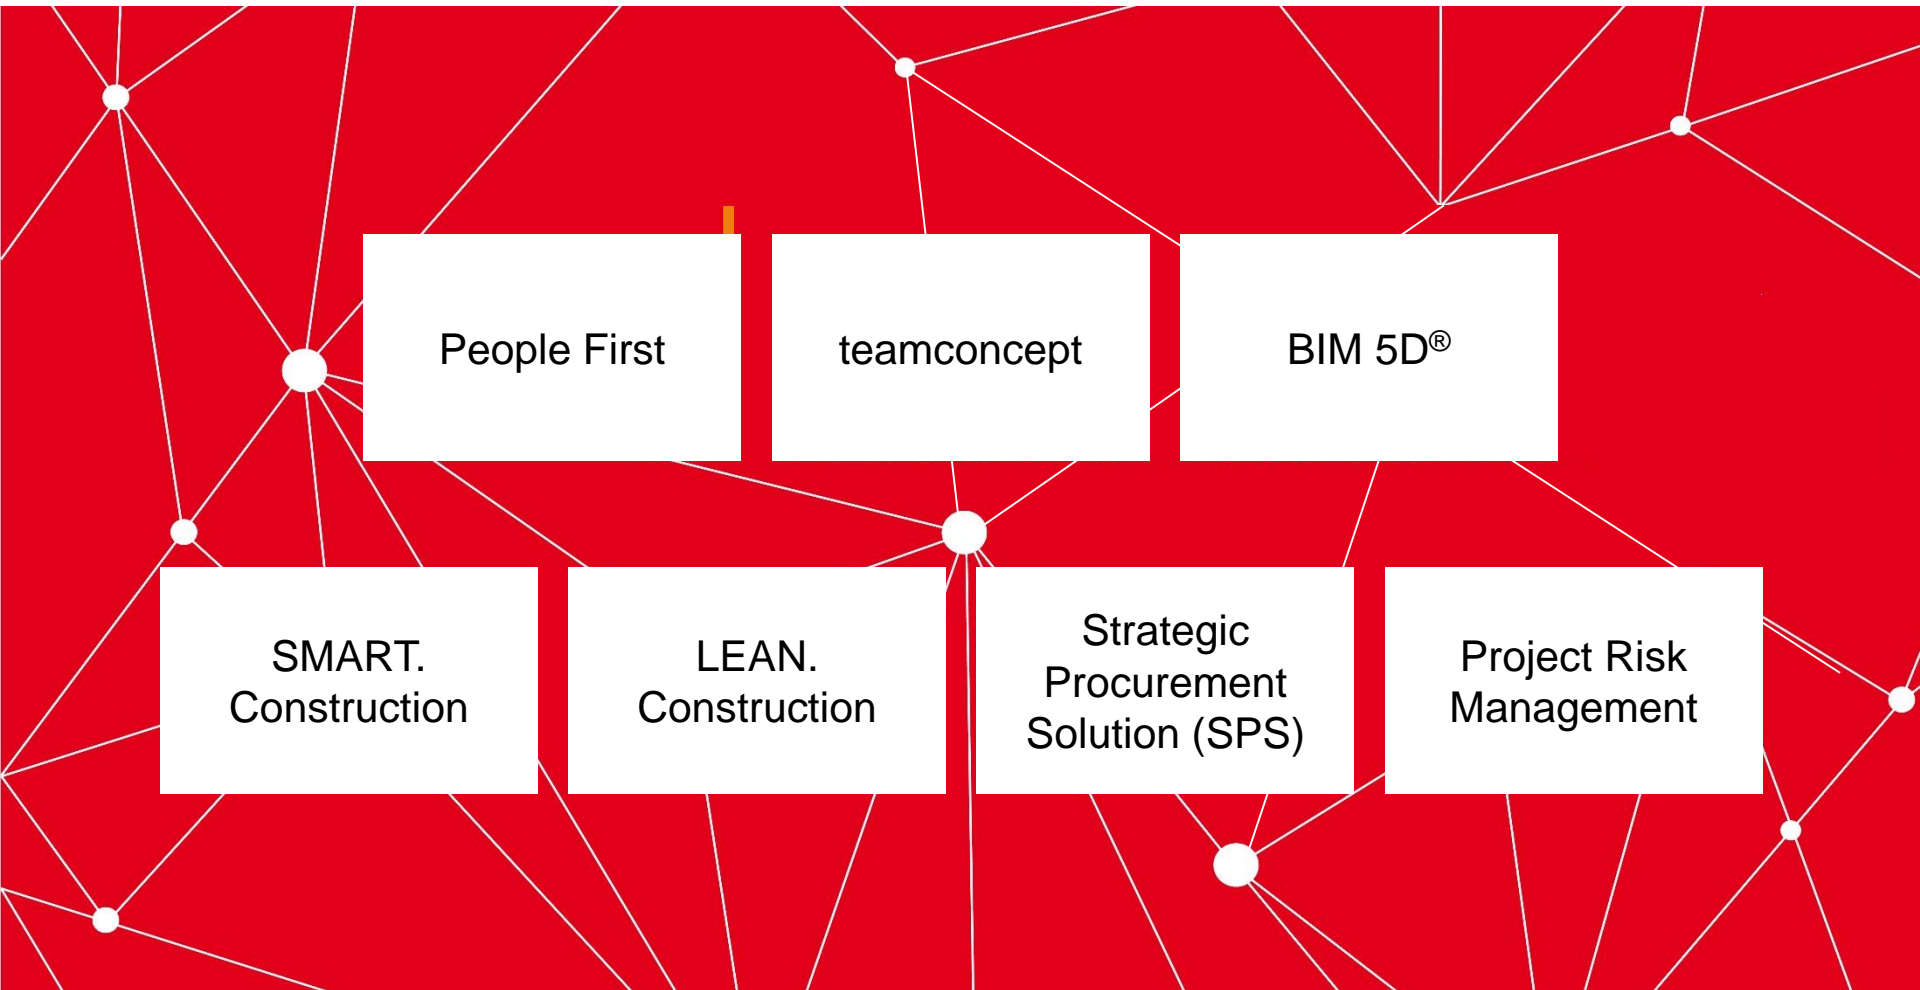 People First
teamconcept
BIM 5D®
SMART.
Construction
LEAN.
Construction
Strategic
Procurement
Solution (SPS)
Project Risk
Management